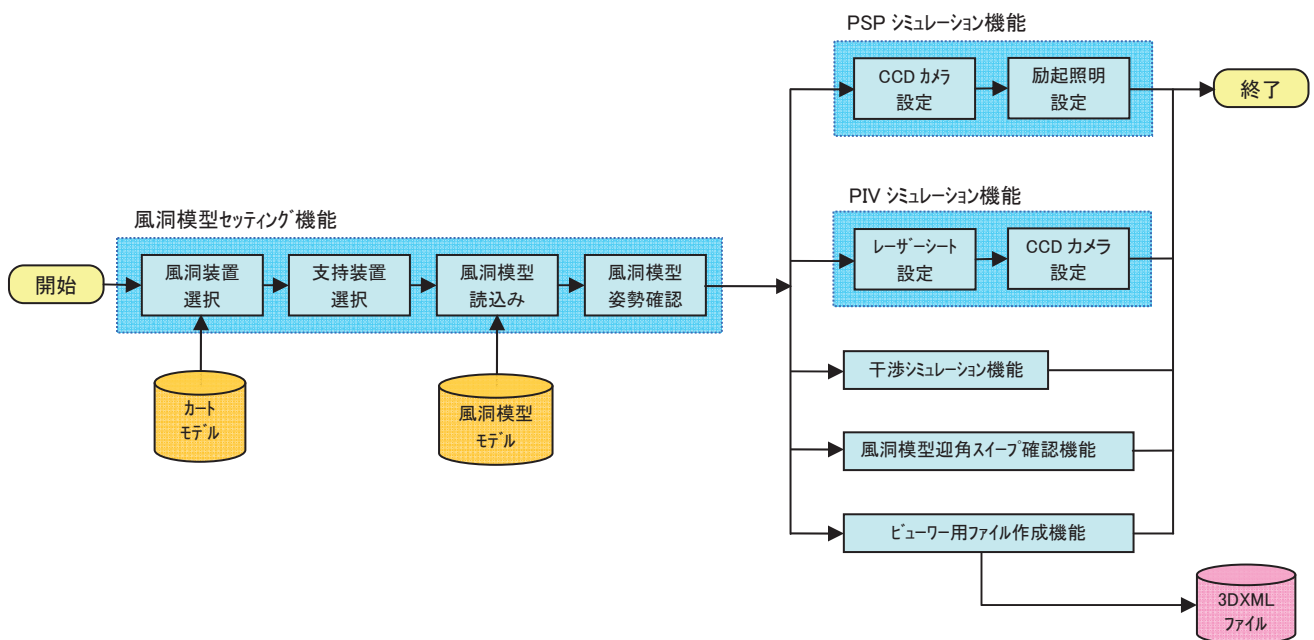 PSP シミュレーション機能
CCD カメラ
設定
励起照明
設定
終了
PIV シミュレーション機能
レーザーシート
設定
CCD カメラ
設定
風洞模型セッティング機能
開始
風洞装置
選択
支持装置
選択
風洞模型
読込み
風洞模型
姿勢確認
カート
モデル
風洞模型
モデル
干渉シミュレーション機能
風洞模型迎角スイープ確認機能
ビューワー用ファイル作成機能
3DXML
ファイル